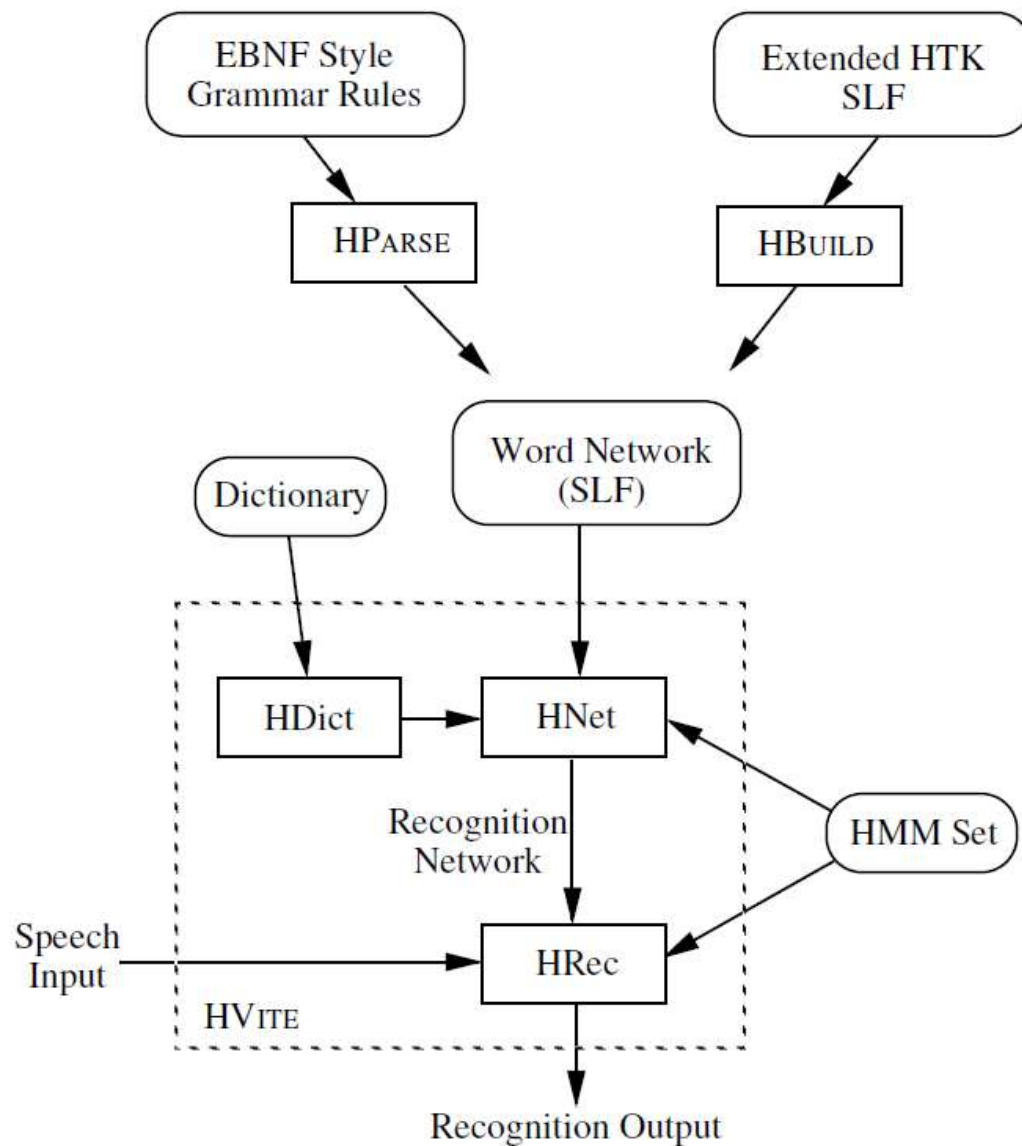 EBNF Style
Grammar Rules
Extended HTK
SLF
HPARSE
HBUILD
Word Network
(SLF)
Dictionary
HDict
HNet
Recognition
Network
HMM Set
Speech
Input
HRec
HVITE
Recognition Output